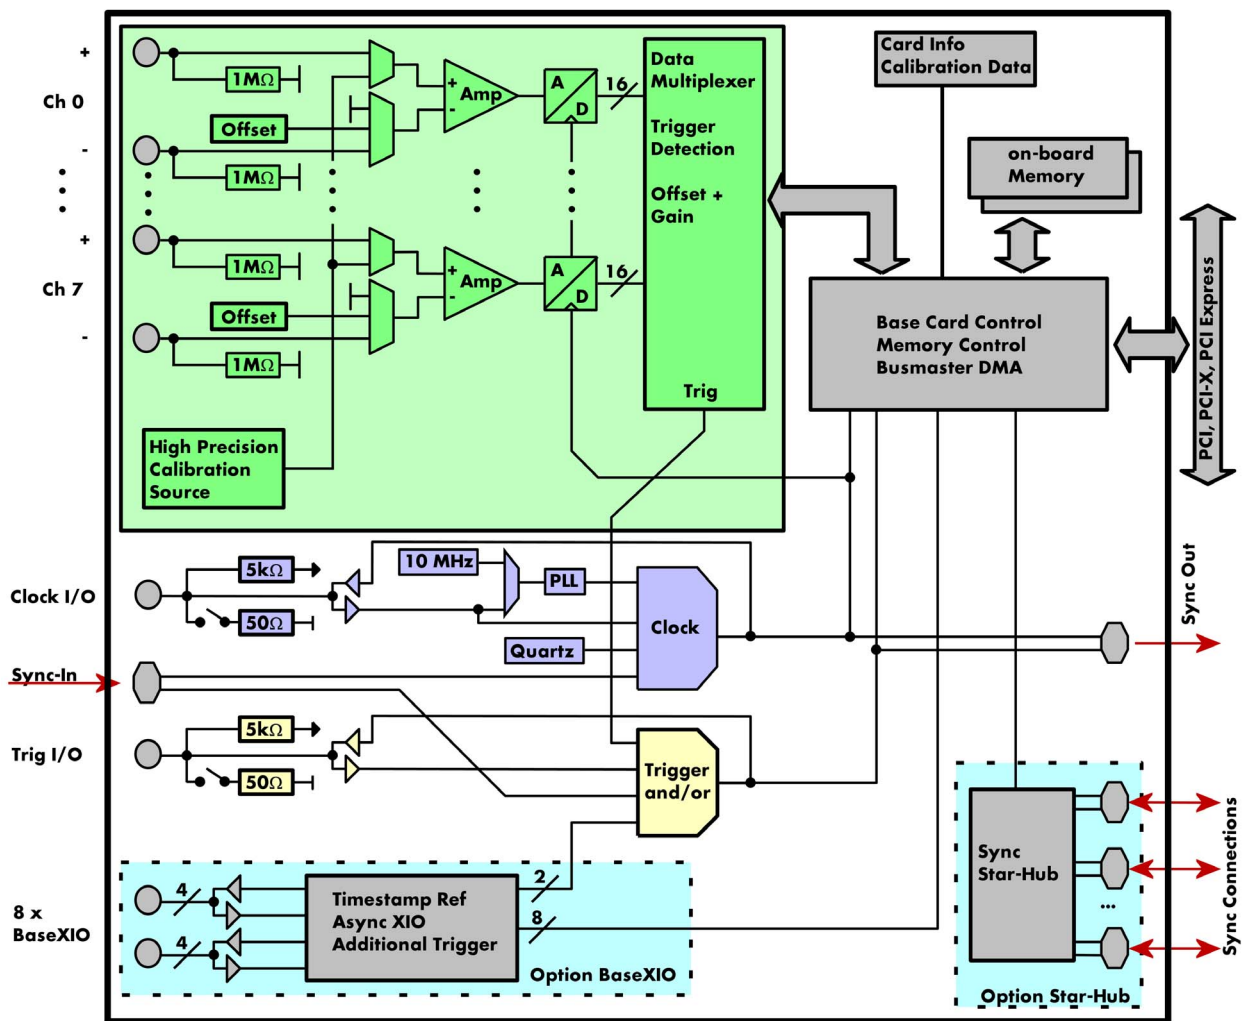 +
Ch 0
-
+
Ch 7
-
1MΩ
Offset
1MΩ
1MΩ
Offset
1MΩ
+
-
Amp
+
-
Amp
A
D
A
D
16
16
Data
Multiplexer
Trigger
Detection
Offset +
Gain
Trig
High Precision
Calibration
Source
Card Info
Calibration Data
on-board
Memory
Base Card Control
Memory Control
Busmaster DMA
PCI, PCI-X, PCI Express
Clock I/O
5kΩ
50Ω
10 MHz
PLL
Quartz
Clock
Sync Out
Sync-In
Trig I/O
5kΩ
50Ω
Trigger
and/or
8 x
BaseXIO
4
4
Timestamp Ref
Async XIO
Additional Trigger
2
8
Option BaseXIO
Sync
Star-Hub
...
Option Star-Hub
Sync Connections